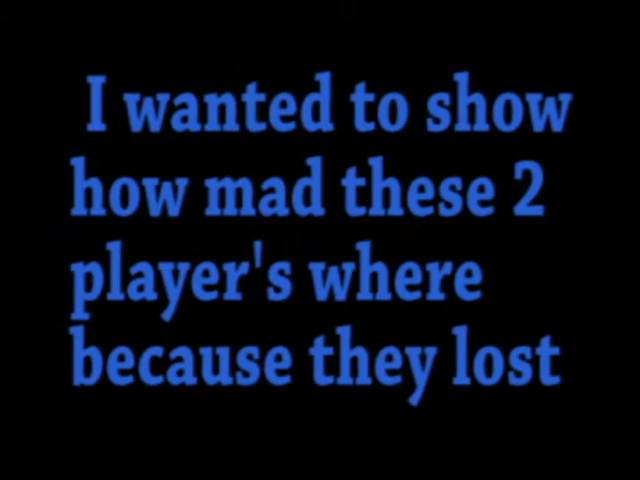 I wanted to show
how mad these 2
player's where
because they lost